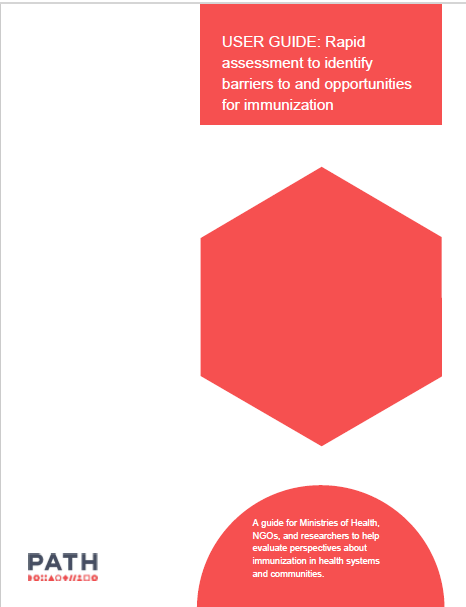 USER GUIDE: Rapid
assessment to identify
barriers to and opportunities
for immunization
A guide for Ministries of Health,
NGOs, and researchers to help
evaluate perspectives about
immunization in health systems
and communities.
PATH